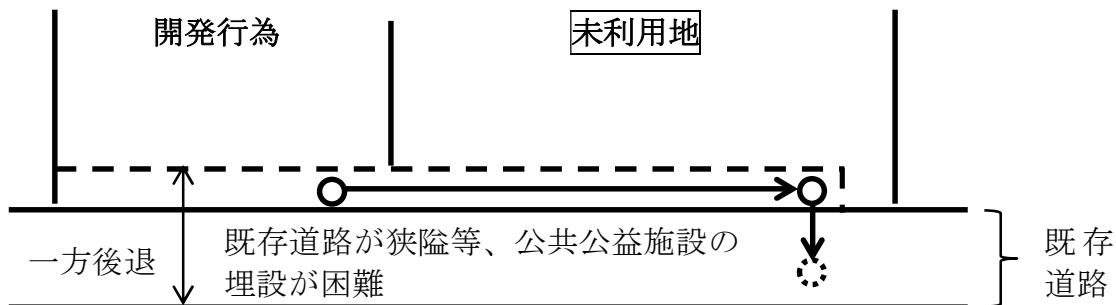 開発行為
未利用地
一方後退
既存道路が狭隘等、公共公益施設の
埋設が困難
既存
道路